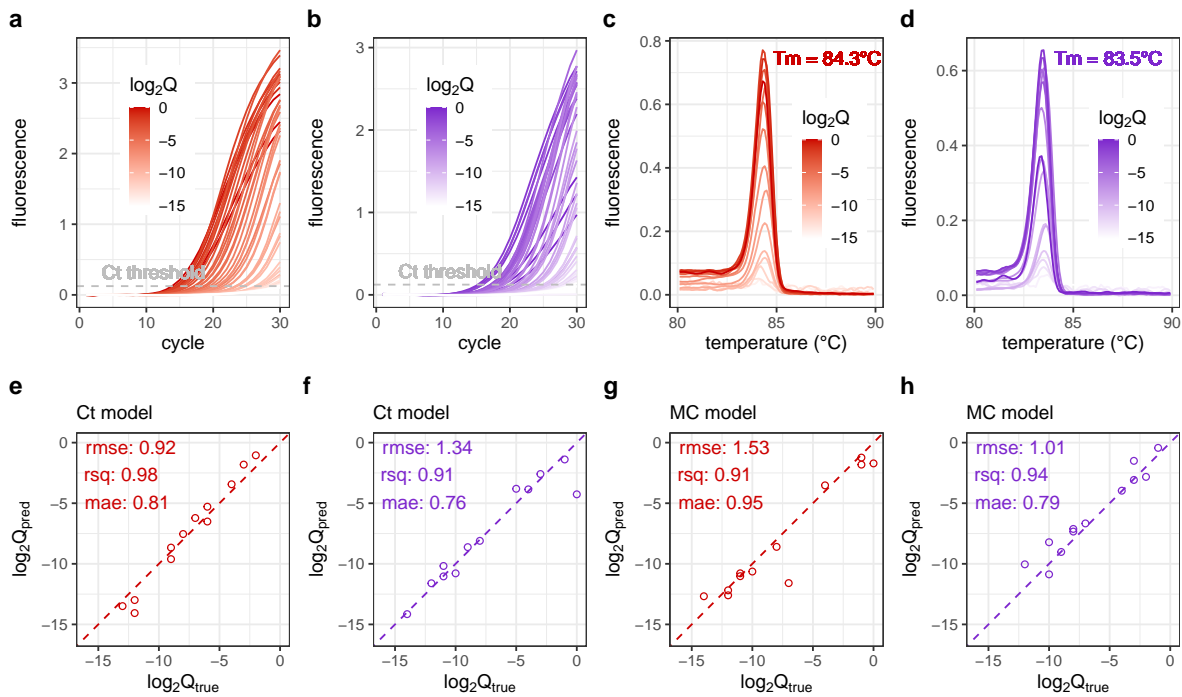 a
fluorescence
3
2
1
0
log₂Q
0
−5
−10
−15
Ct threshold
0
10
20
30
cycle
b
fluorescence
3
2
1
0
log₂Q
0
−5
−10
−15
Ct threshold
0
10
20
30
cycle
c
fluorescence
0.8
0.6
0.4
0.2
0.0
Tm = 84.3°C
log₂Q
0
−5
−10
−15
80
85
90
temperature (°C)
d
fluorescence
0.6
0.4
0.2
0.0
Tm = 83.5°C
log₂Q
0
−5
−10
−15
80
85
90
temperature (°C)
e
Ct model
log₂Qpred
0
−5
−10
−15
rmse: 0.92
rsq: 0.98
mae: 0.81
−15
−10
−5
0
log₂Qtrue
f
Ct model
log₂Qpred
0
−5
−10
−15
rmse: 1.34
rsq: 0.91
mae: 0.76
−15
−10
−5
0
log₂Qtrue
g
MC model
log₂Qpred
0
−5
−10
−15
rmse: 1.53
rsq: 0.91
mae: 0.95
−15
−10
−5
0
log₂Qtrue
h
MC model
log₂Qpred
0
−5
−10
−15
rmse: 1.01
rsq: 0.94
mae: 0.79
−15
−10
−5
0
log₂Qtrue